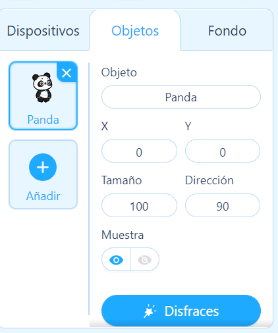 Dispositivos Objetos Fondo
Objeto
Panda
Panda
X Y
0 0
Tamaño Dirección
100 90
Añadir
Muestra
Disfraces